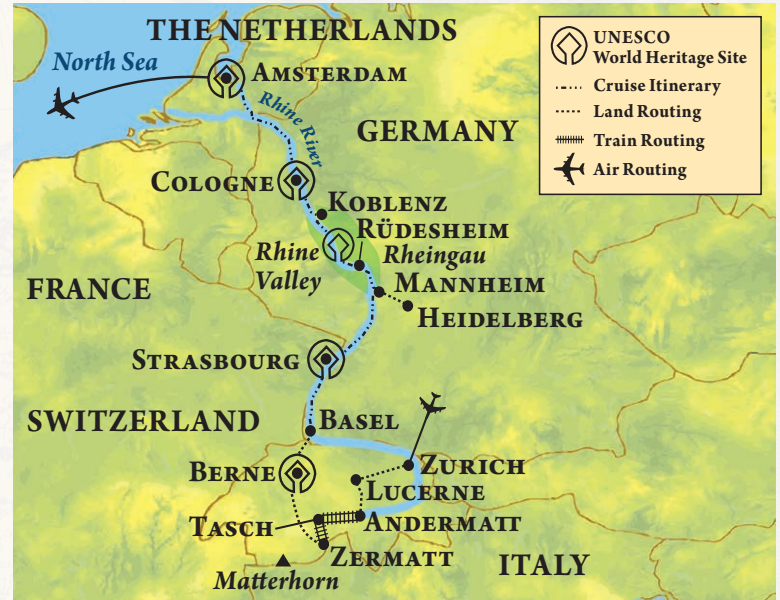 THE NETHERLANDS
North Sea
AMSTERDAM
Rhine River
GERMANY
COLOGNE
KOBLENZ
RÜDESHEIM
Rhine
Valley
Rheingau
MANNHEIM
FRANCE
HEIDELBERG
STRASBOURG
SWITZERLAND
BASEL
BERNE
ZURICH
LUCERNE
TASCH
ANDERMATT
ZERMATT
ITALY
Matterhorn
UNESCO
World Heritage Site
Cruise Itinerary
Land Routing
Train Routing
Air Routing